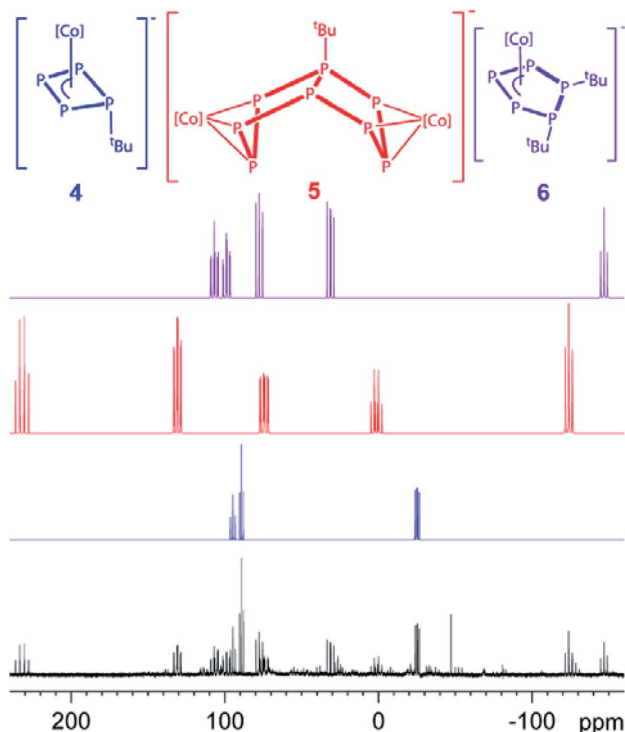 [Co]
P P
P P
ᵗBu
-
4
ᵗBu
P
P P P
[Co] P P [Co]
P P
-
5
[Co]
P P
P ᵗBu
P P
ᵗBu
-
6
200 100 0 -100 ppm